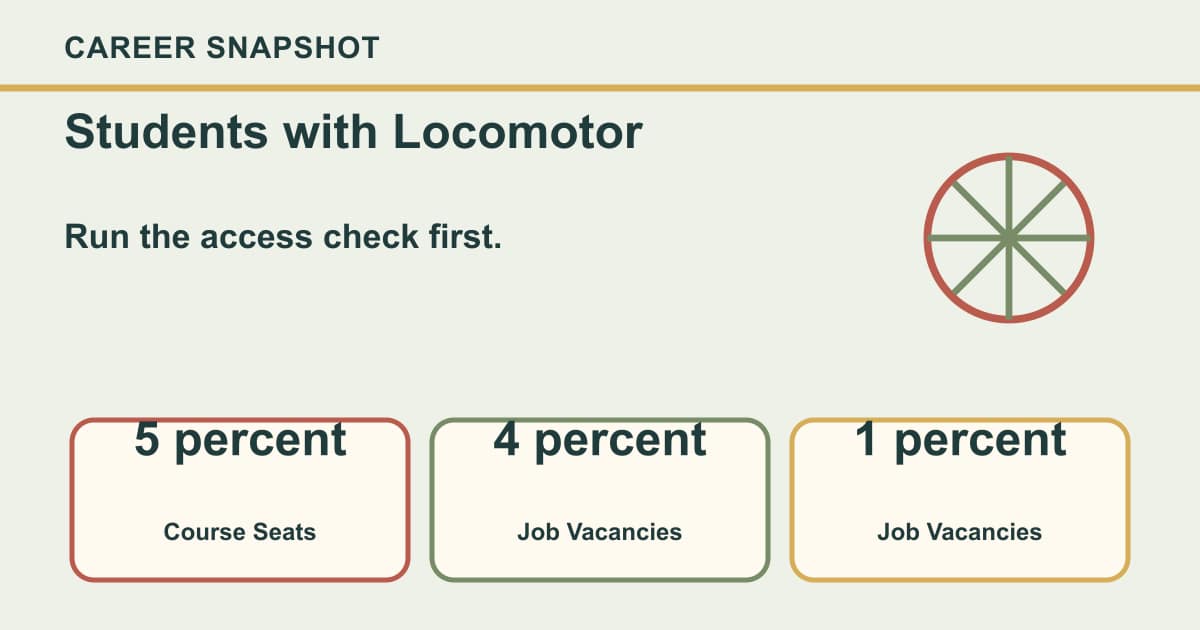 CAREER SNAPSHOT
Students with Locomotor
Run the access check first.
5 percent
4 percent
1 percent
Course Seats
Job Vacancies
Job Vacancies